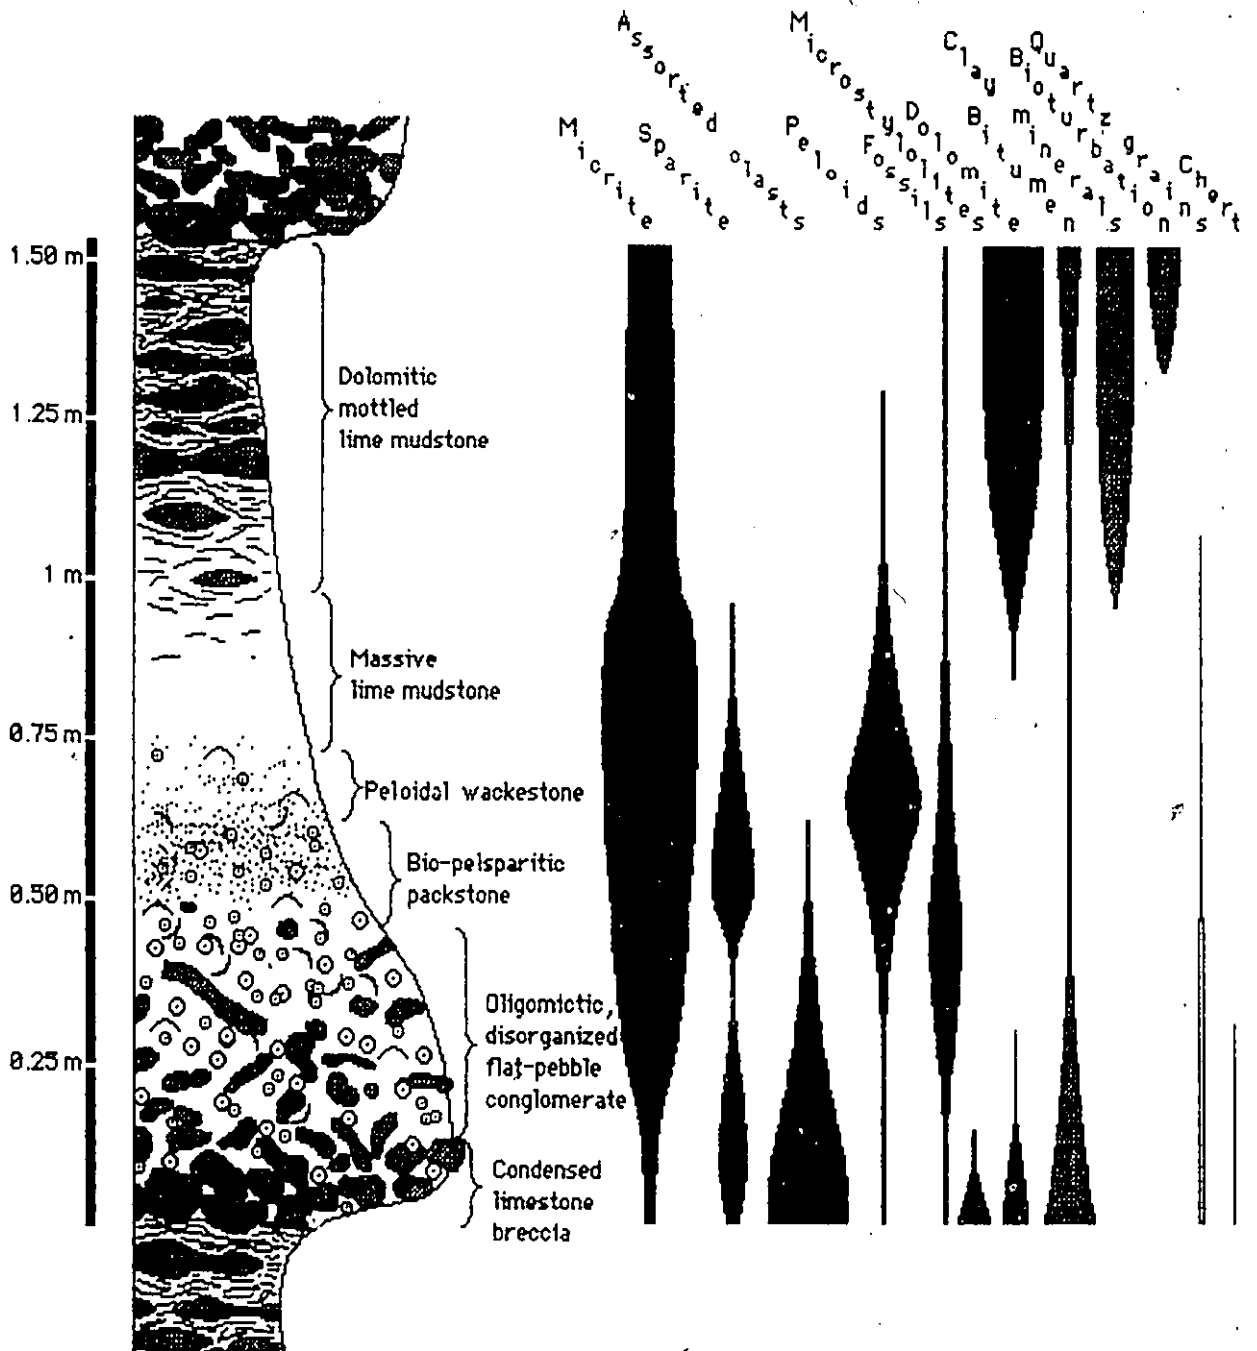 Micrite
Sparite
Assorted clasts
Peloids
Fossils
Microstylolites
Dolomite
Bitumen
Clay minerals
Bioturbation
Quartz grains
Chert
1.50 m
1.25 m
1 m
0.75 m
0.50 m
0.25 m
Dolomitic
mottled
lime mudstone
Massive
lime mudstone
Peloidal wackestone
Bio-pelsparitic
packstone
Oligomictic,
disorganized
flat-pebble
conglomerate
Condensed
limestone
breccia